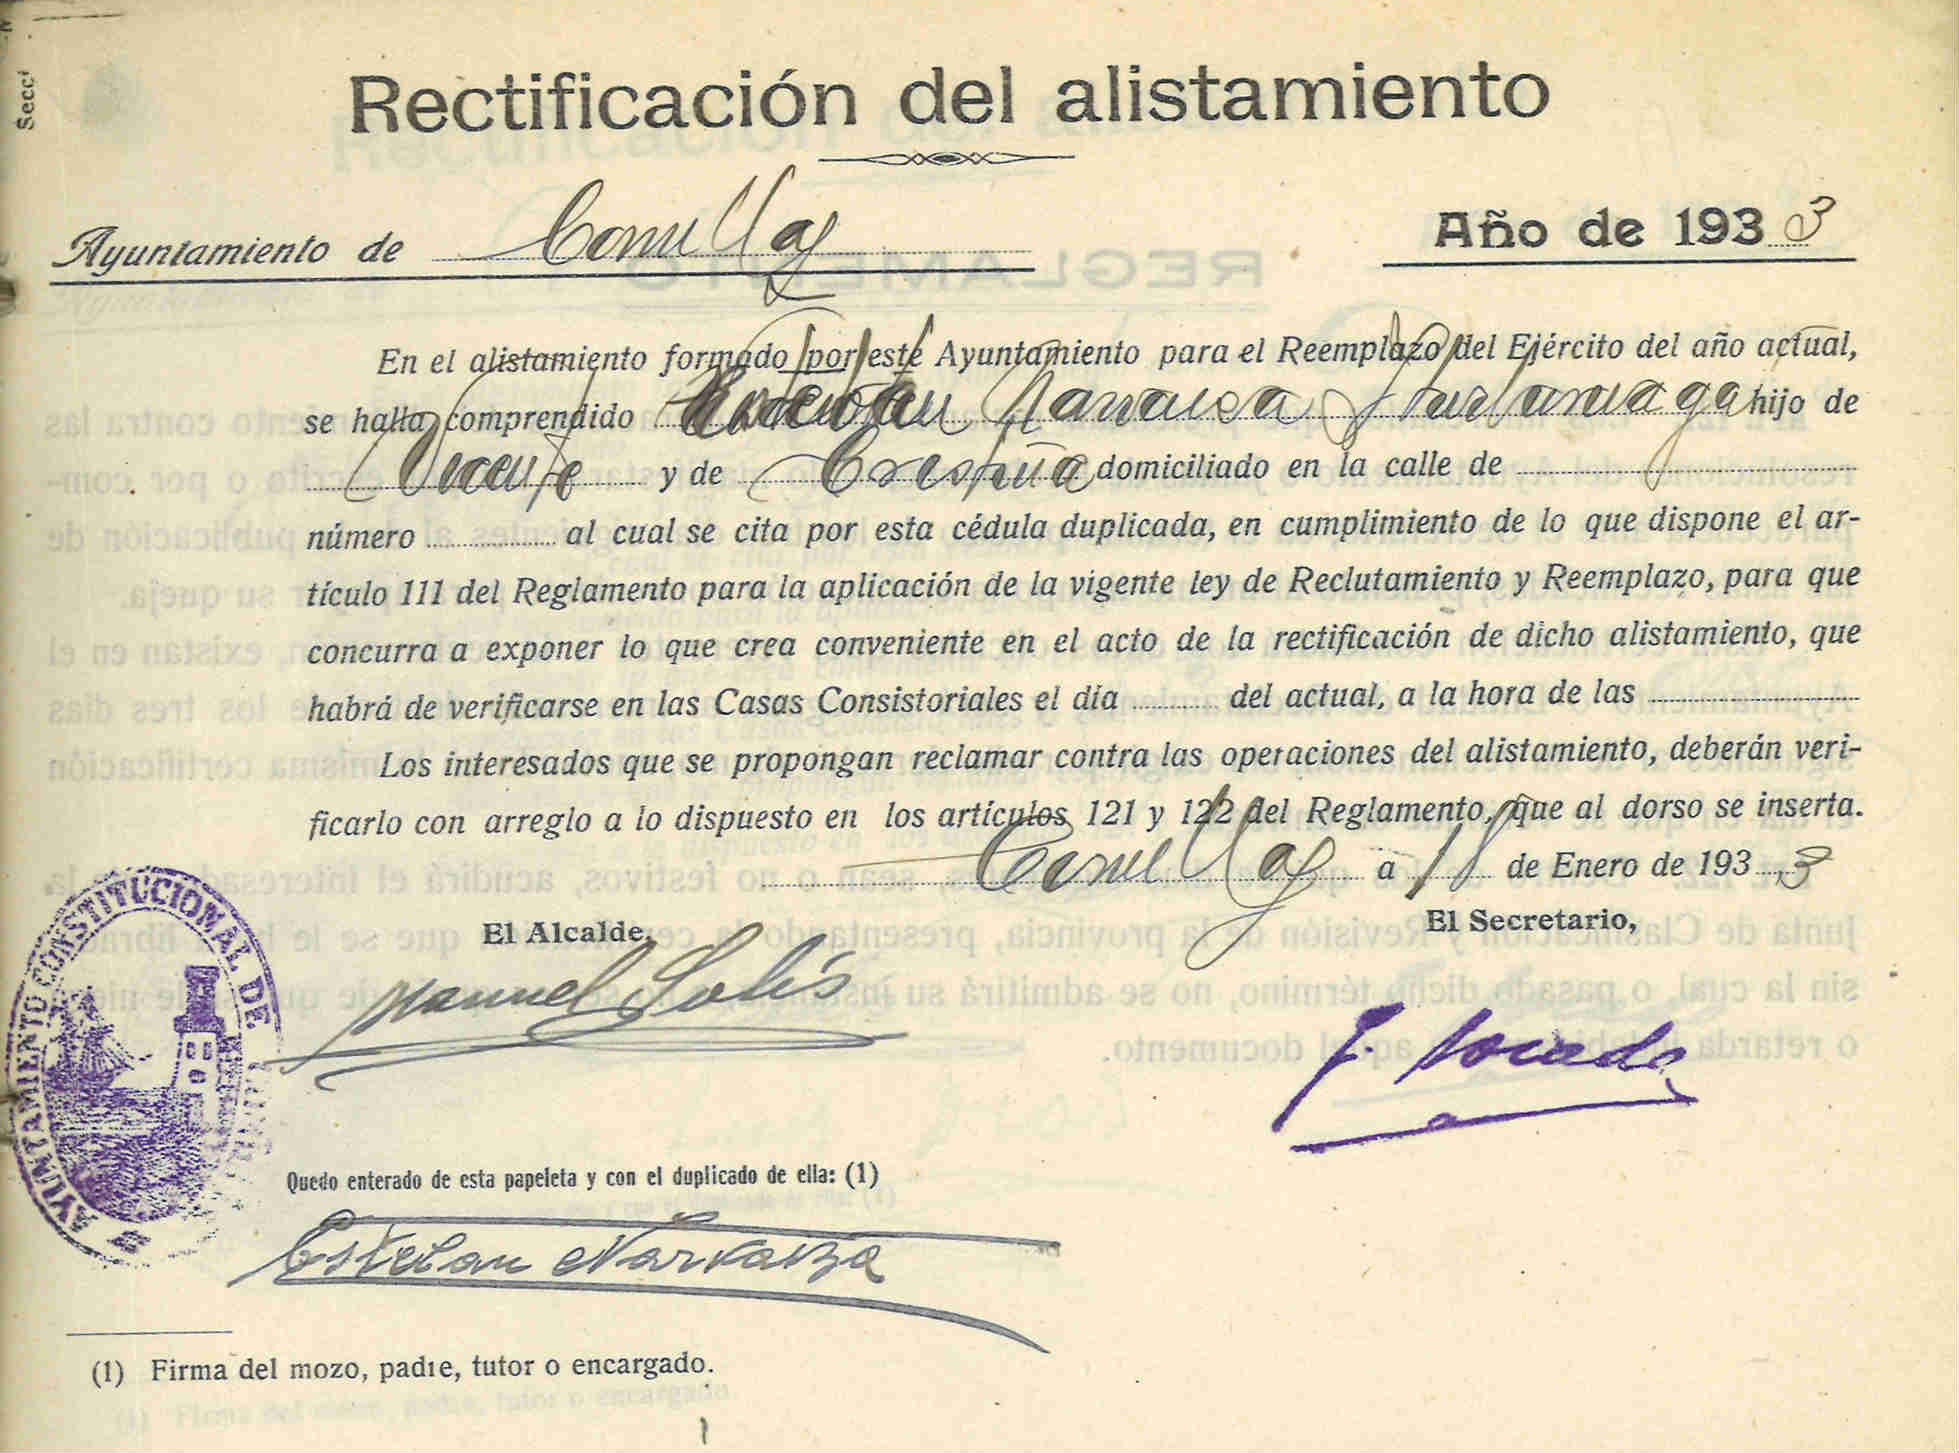 Secci
Rectificación del alistamiento
Ayuntamiento de Comillas Año de 1933
En el alistamiento formado por este Ayuntamiento para el Reemplazo del Ejército del año actual,
se halla comprendido Esteban Narvaiza hijo de
Vicente y de Crespina domiciliado en la calle de
número al cual se cita por esta cédula duplicada, en cumplimiento de lo que dispone el ar-
tículo 111 del Reglamento para la aplicación de la vigente ley de Reclutamiento y Reemplazo, para que
concurra a exponer lo que crea conveniente en el acto de la rectificación de dicho alistamiento, que
habrá de verificarse en las Casas Consistoriales el día del actual, a la hora de las
Los interesados que se propongan reclamar contra las operaciones del alistamiento, deberán veri-
ficarlo con arreglo a lo dispuesto en los artículos 121 y 122 del Reglamento, que al dorso se inserta.
Comillas a 18 de Enero de 1933
El Alcalde, El Secretario,
Manuel Solís
AYUNTAMIENTO CONSTITUCIONAL DE
Quedo enterado de esta papeleta y con el duplicado de ella: (1)
Esteban Narvaiza
(1) Firma del mozo, padre, tutor o encargado.